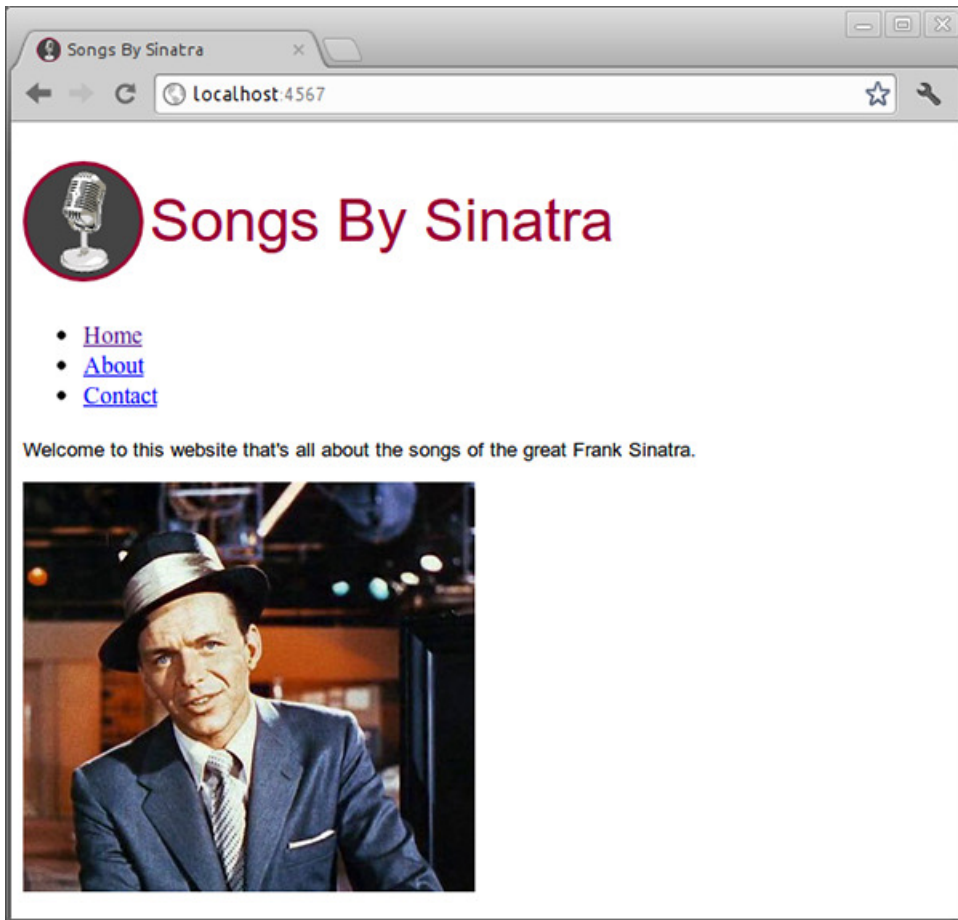 Songs By Sinatra
localhost:4567
Songs By Sinatra
Home
About
Contact
Welcome to this website that's all about the songs of the great Frank Sinatra.